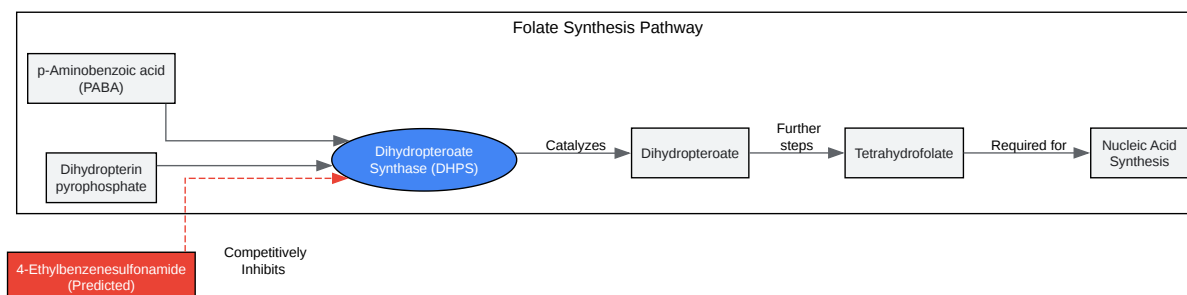 Folate Synthesis Pathway
p-Aminobenzoic acid
(PABA)
Dihydropterin
pyrophosphate
Dihydropteroate
Synthase (DHPS)
Catalyzes
Dihydropteroate
Further
steps
Tetrahydrofolate
Required for
Nucleic Acid
Synthesis
4-Ethylbenzenesulfonamide
(Predicted)
Competitively
Inhibits